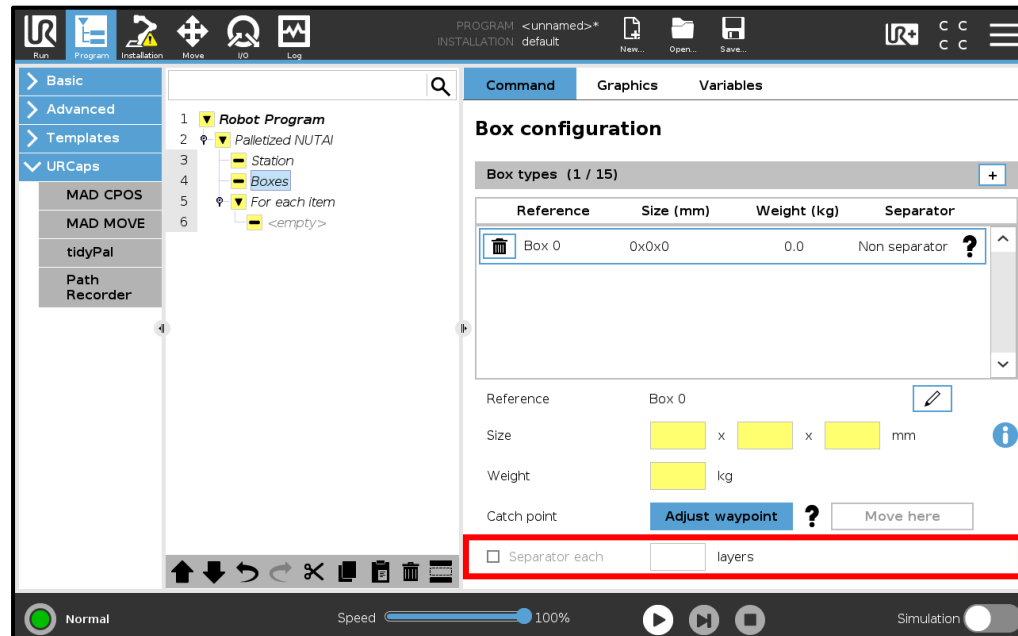 PROGRAM <unnamed>*
INSTALLATION default
UR
Run
Program
Installation
Move
I/O
Log
New...
Open...
Save...
UR+
C C
C C
Basic
Advanced
Templates
URCaps
MAD CPOS
MAD MOVE
tidyPal
Path
Recorder
1 Robot Program
2 Palletized NUTAI
3 Station
4 Boxes
5 For each item
6 <empty>
Command Graphics Variables
Box configuration
Box types (1 / 15) +
Reference Size (mm) Weight (kg) Separator
Box 0 0x0x0 0.0 Non separator ?
Reference Box 0
Size x x mm i
Weight kg
Catch point Adjust waypoint ? Move here
Separator each layers
Normal
Speed 100%
Simulation